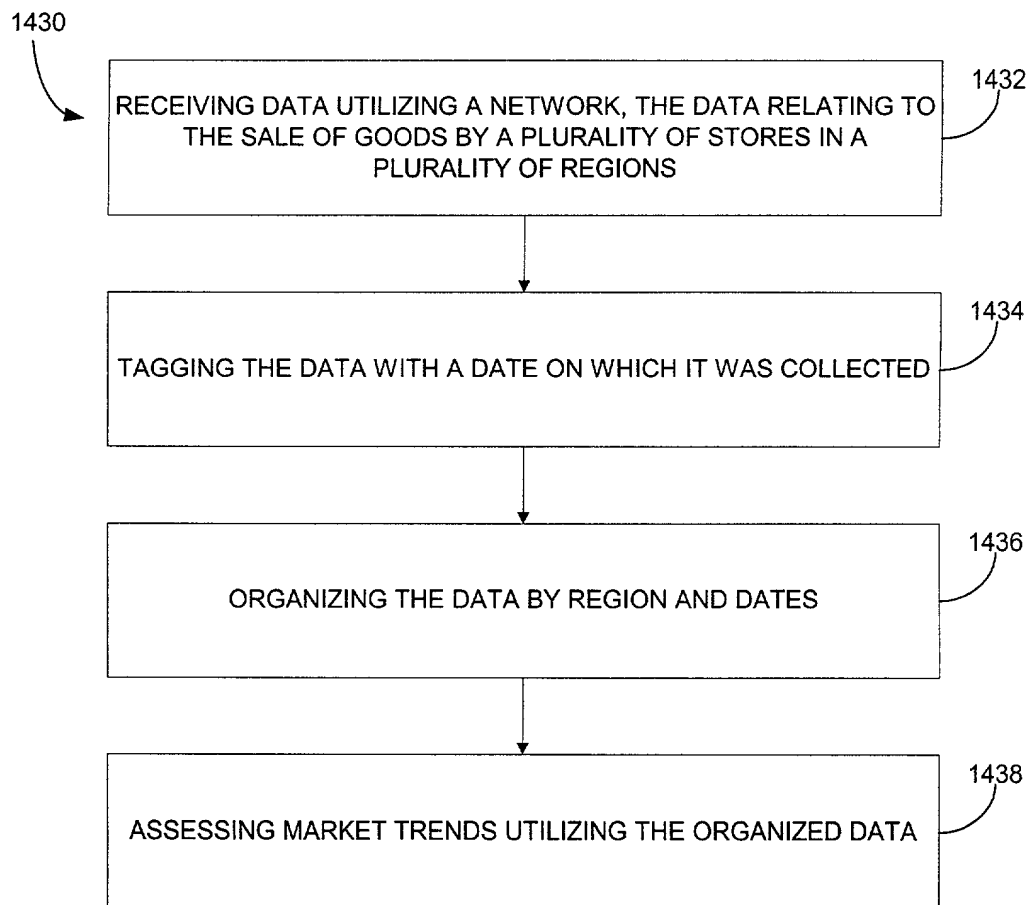 1430
1432
RECEIVING DATA UTILIZING A NETWORK, THE DATA RELATING TO
THE SALE OF GOODS BY A PLURALITY OF STORES IN A
PLURALITY OF REGIONS
1434
TAGGING THE DATA WITH A DATE ON WHICH IT WAS COLLECTED
1436
ORGANIZING THE DATA BY REGION AND DATES
1438
ASSESSING MARKET TRENDS UTILIZING THE ORGANIZED DATA